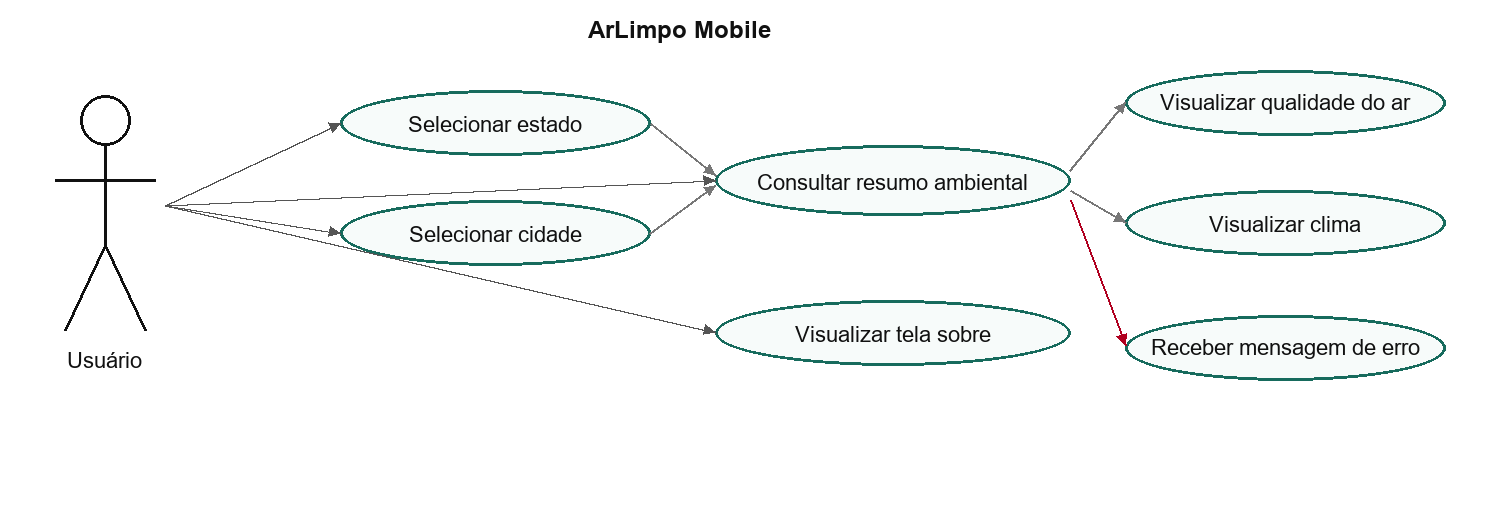 ArLimpo Mobile
Usuário
Selecionar estado
Selecionar cidade
Consultar resumo ambiental
Visualizar tela sobre
Visualizar qualidade do ar
Visualizar clima
Receber mensagem de erro